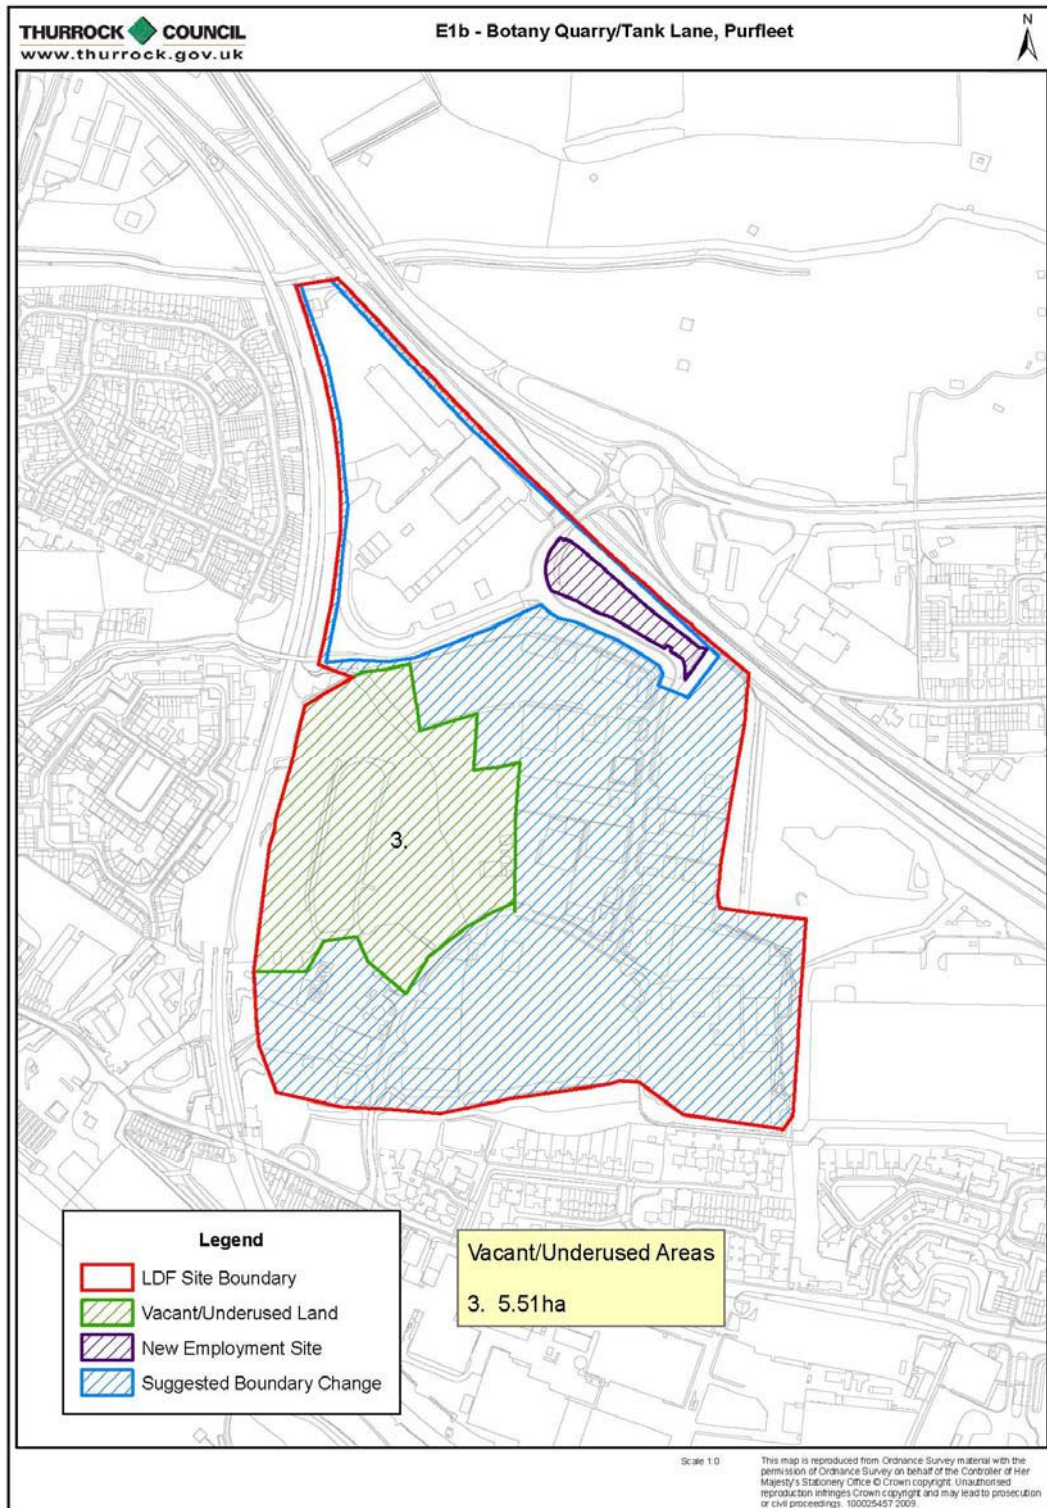 THURROCK COUNCIL
www.thurrock.gov.uk
E1b - Botany Quarry/Tank Lane, Purfleet
N
3.
Legend
LDF Site Boundary
Vacant/Underused Land
New Employment Site
Suggested Boundary Change
Vacant/Underused Areas
3. 5.51ha
Scale 1:0
This map is reproduced from Ordnance Survey material with the
permission of Ordnance Survey on behalf of the Controller of Her
Majesty's Stationery Office © Crown copyright. Unauthorised
reproduction infringes Crown copyright and may lead to prosecution
or civil proceedings. 100025457 2009.